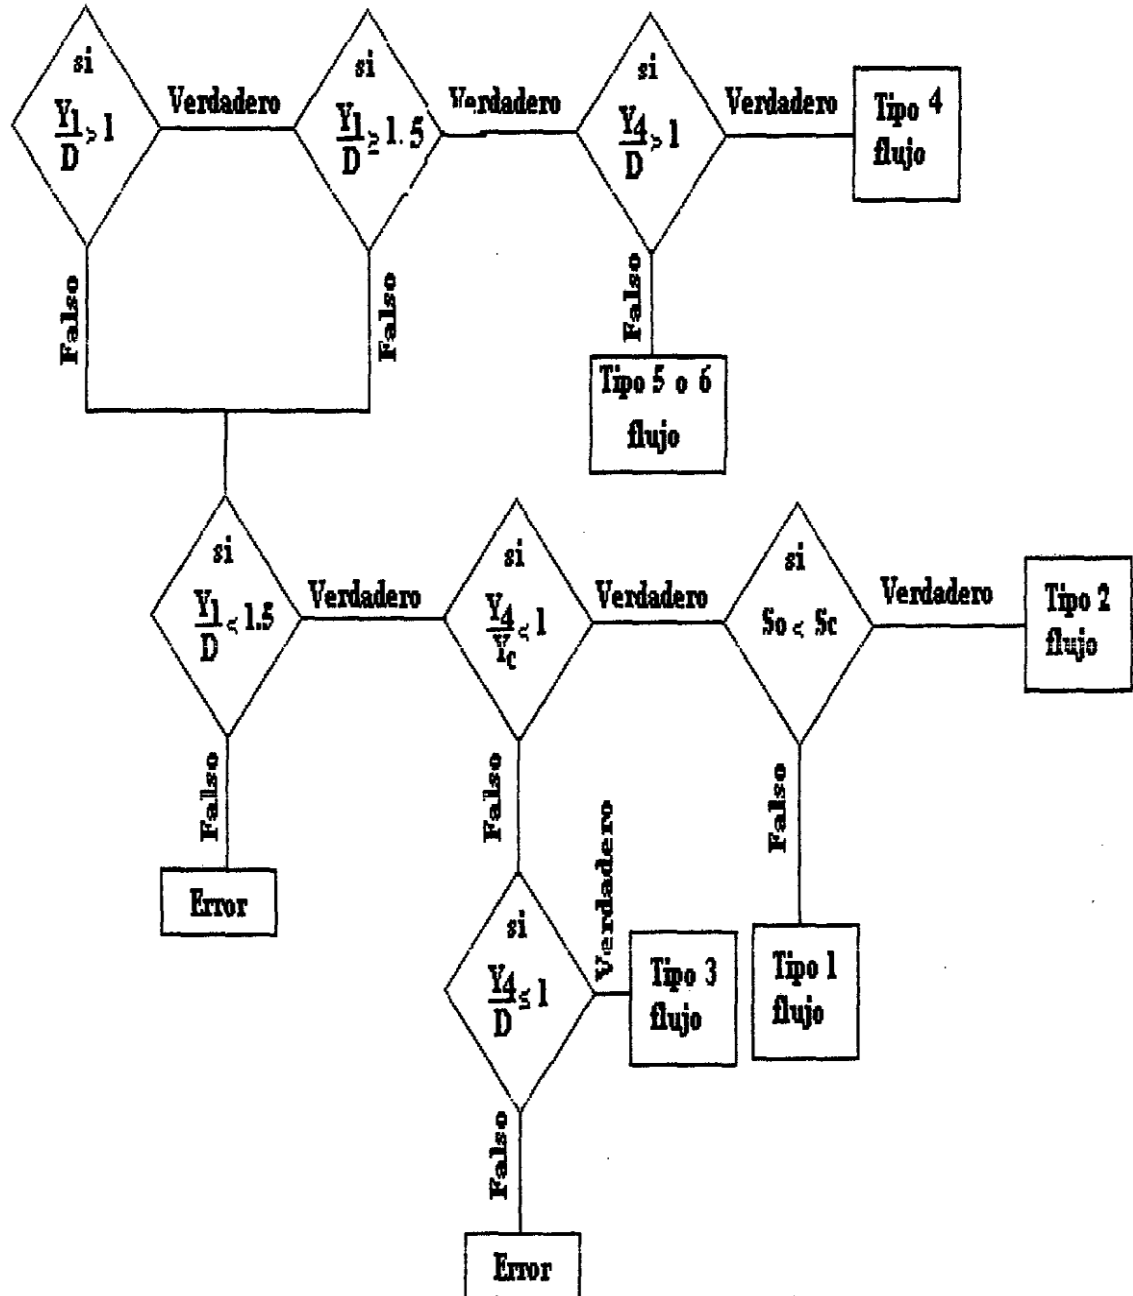 si
Y1/D > 1
Verdadero
si
Y1/D ≥ 1.5
Verdadero
si
Y4/D > 1
Verdadero
Tipo 4
flujo
Falso
Falso
Falso
Tipo 5 o 6
flujo
si
Y1/D < 1.5
Verdadero
si
Y4/Yc < 1
Verdadero
si
So < Sc
Verdadero
Tipo 2
flujo
Falso
Falso
Falso
Error
Verdadero
si
Y4/D ≤ 1
Tipo 3
flujo
Tipo 1
flujo
Falso
Error